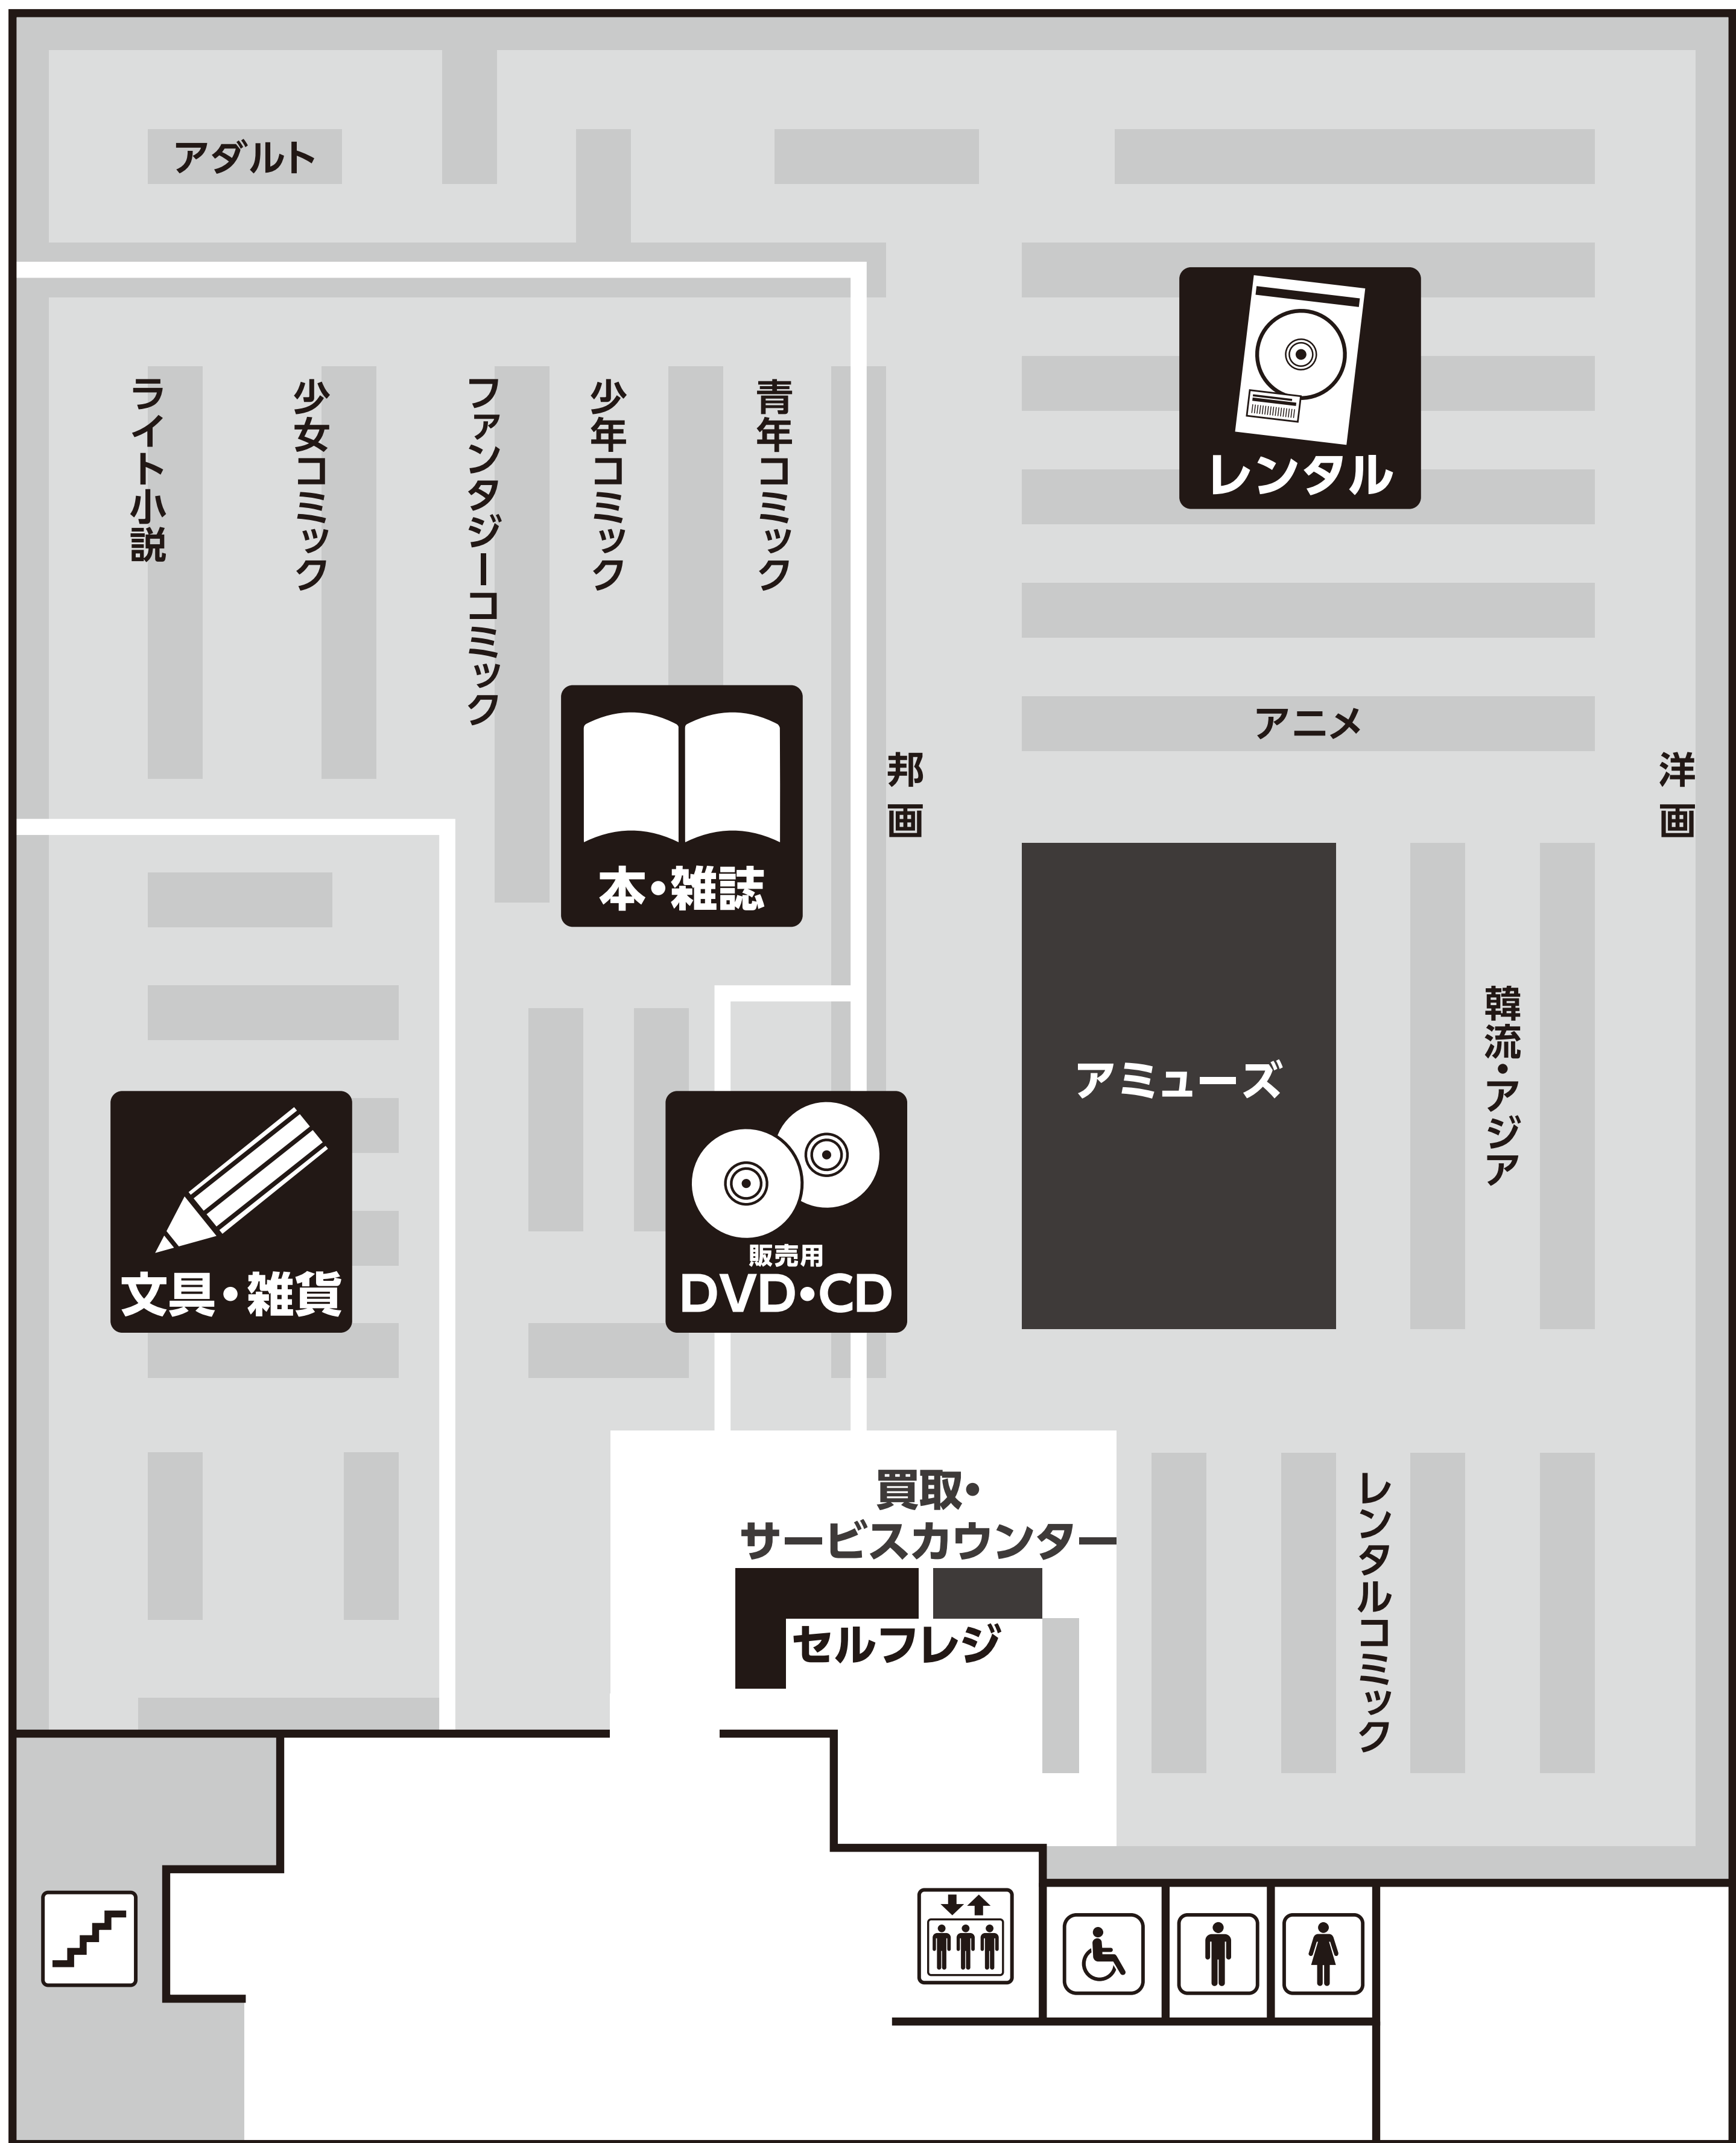 アダルト
レンタル
ライト小説
少女コミック
ファンタジーコミック
少年コミック
青年コミック
アニメ
邦画
洋画
本・雑誌
アミューズ
韓流・アジア
文具・雑貨
販売用
DVD・CD
買取・
サービスカウンター
セルフレジ
レンタルコミック